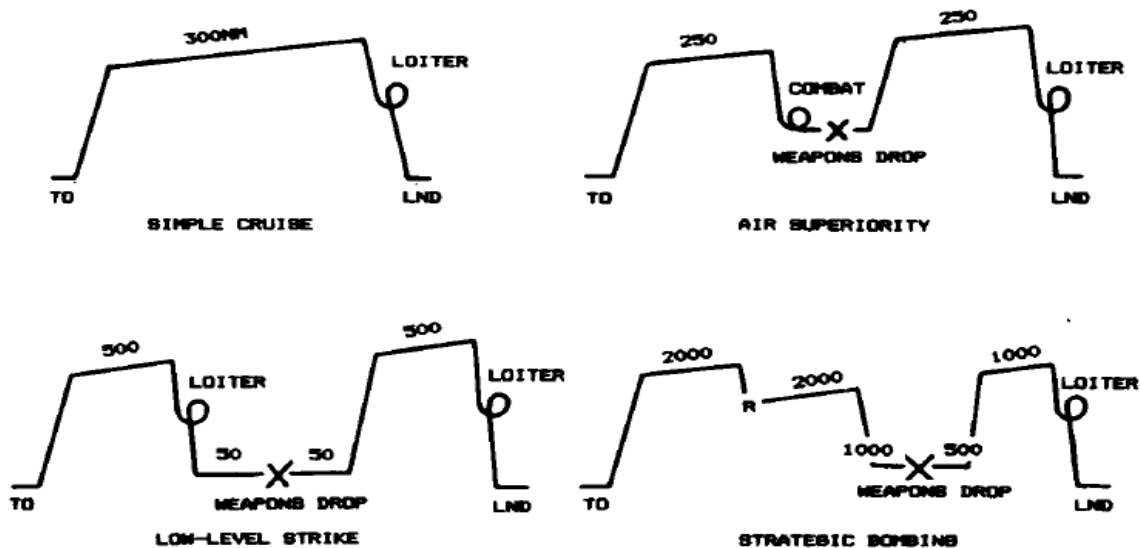 300NM
LOITER
TO
LND
SIMPLE CRUISE
250
250
COMBAT
LOITER
WEAPONS DROP
TO
LND
AIR SUPERIORITY
500
500
LOITER
LOITER
50
50
WEAPONS DROP
TO
LND
LOW-LEVEL STRIKE
2000
R
2000
1000
LOITER
1000
500
WEAPONS DROP
TO
LND
STRATEGIC BOMBING